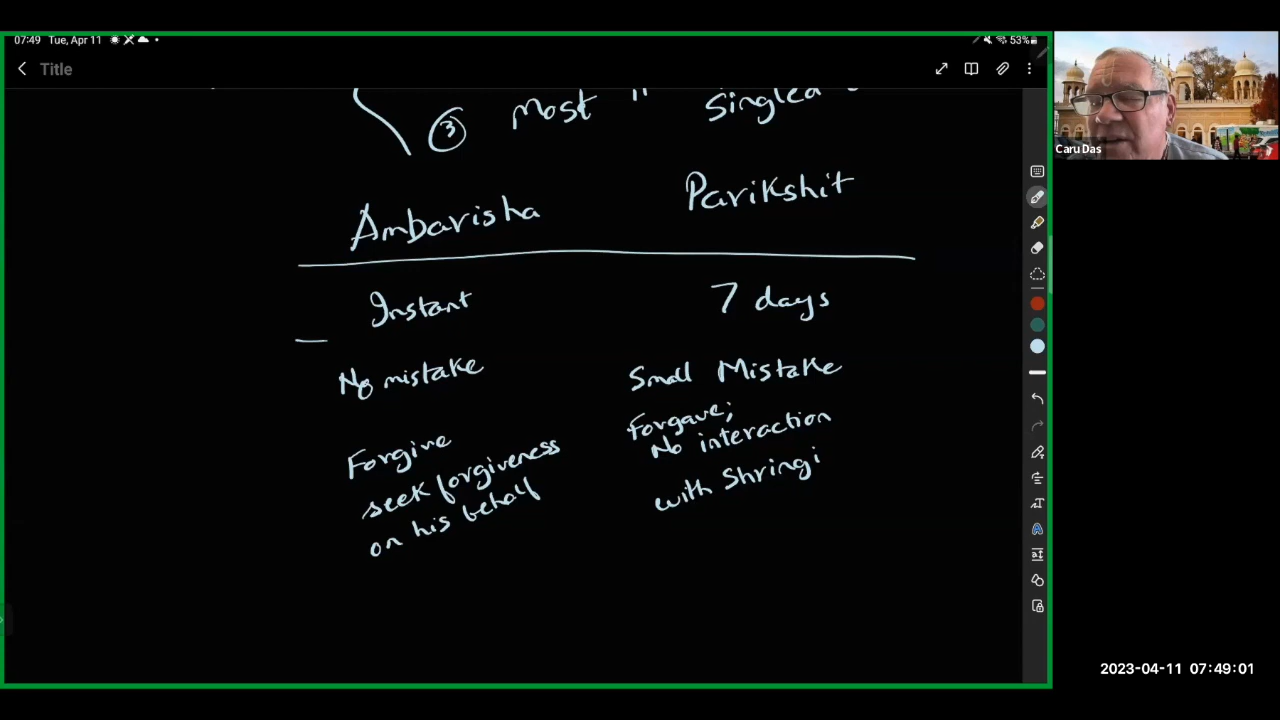 07:49 Tue, Apr 11
53%
Title
3 Most
Singled
Ambarisha Parikshit
Instant 7 days
No mistake Small Mistake
Forgive Forgave;
seek forgiveness No interaction
on his behalf with Shringi
Caru Das
2023-04-11 07:49:01